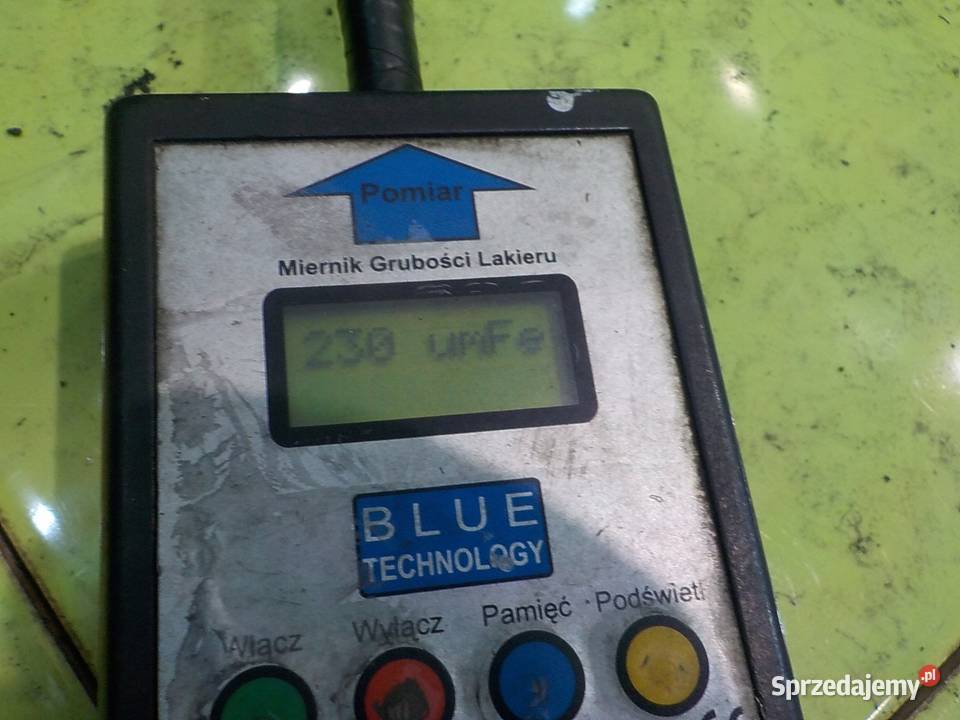 Pomiar
Miernik Grubości Lakieru
230 umFe
BLUE
TECHNOLOGY
Włącz Wyłącz Pamięć Podświetl
Sprzedajemy.pl